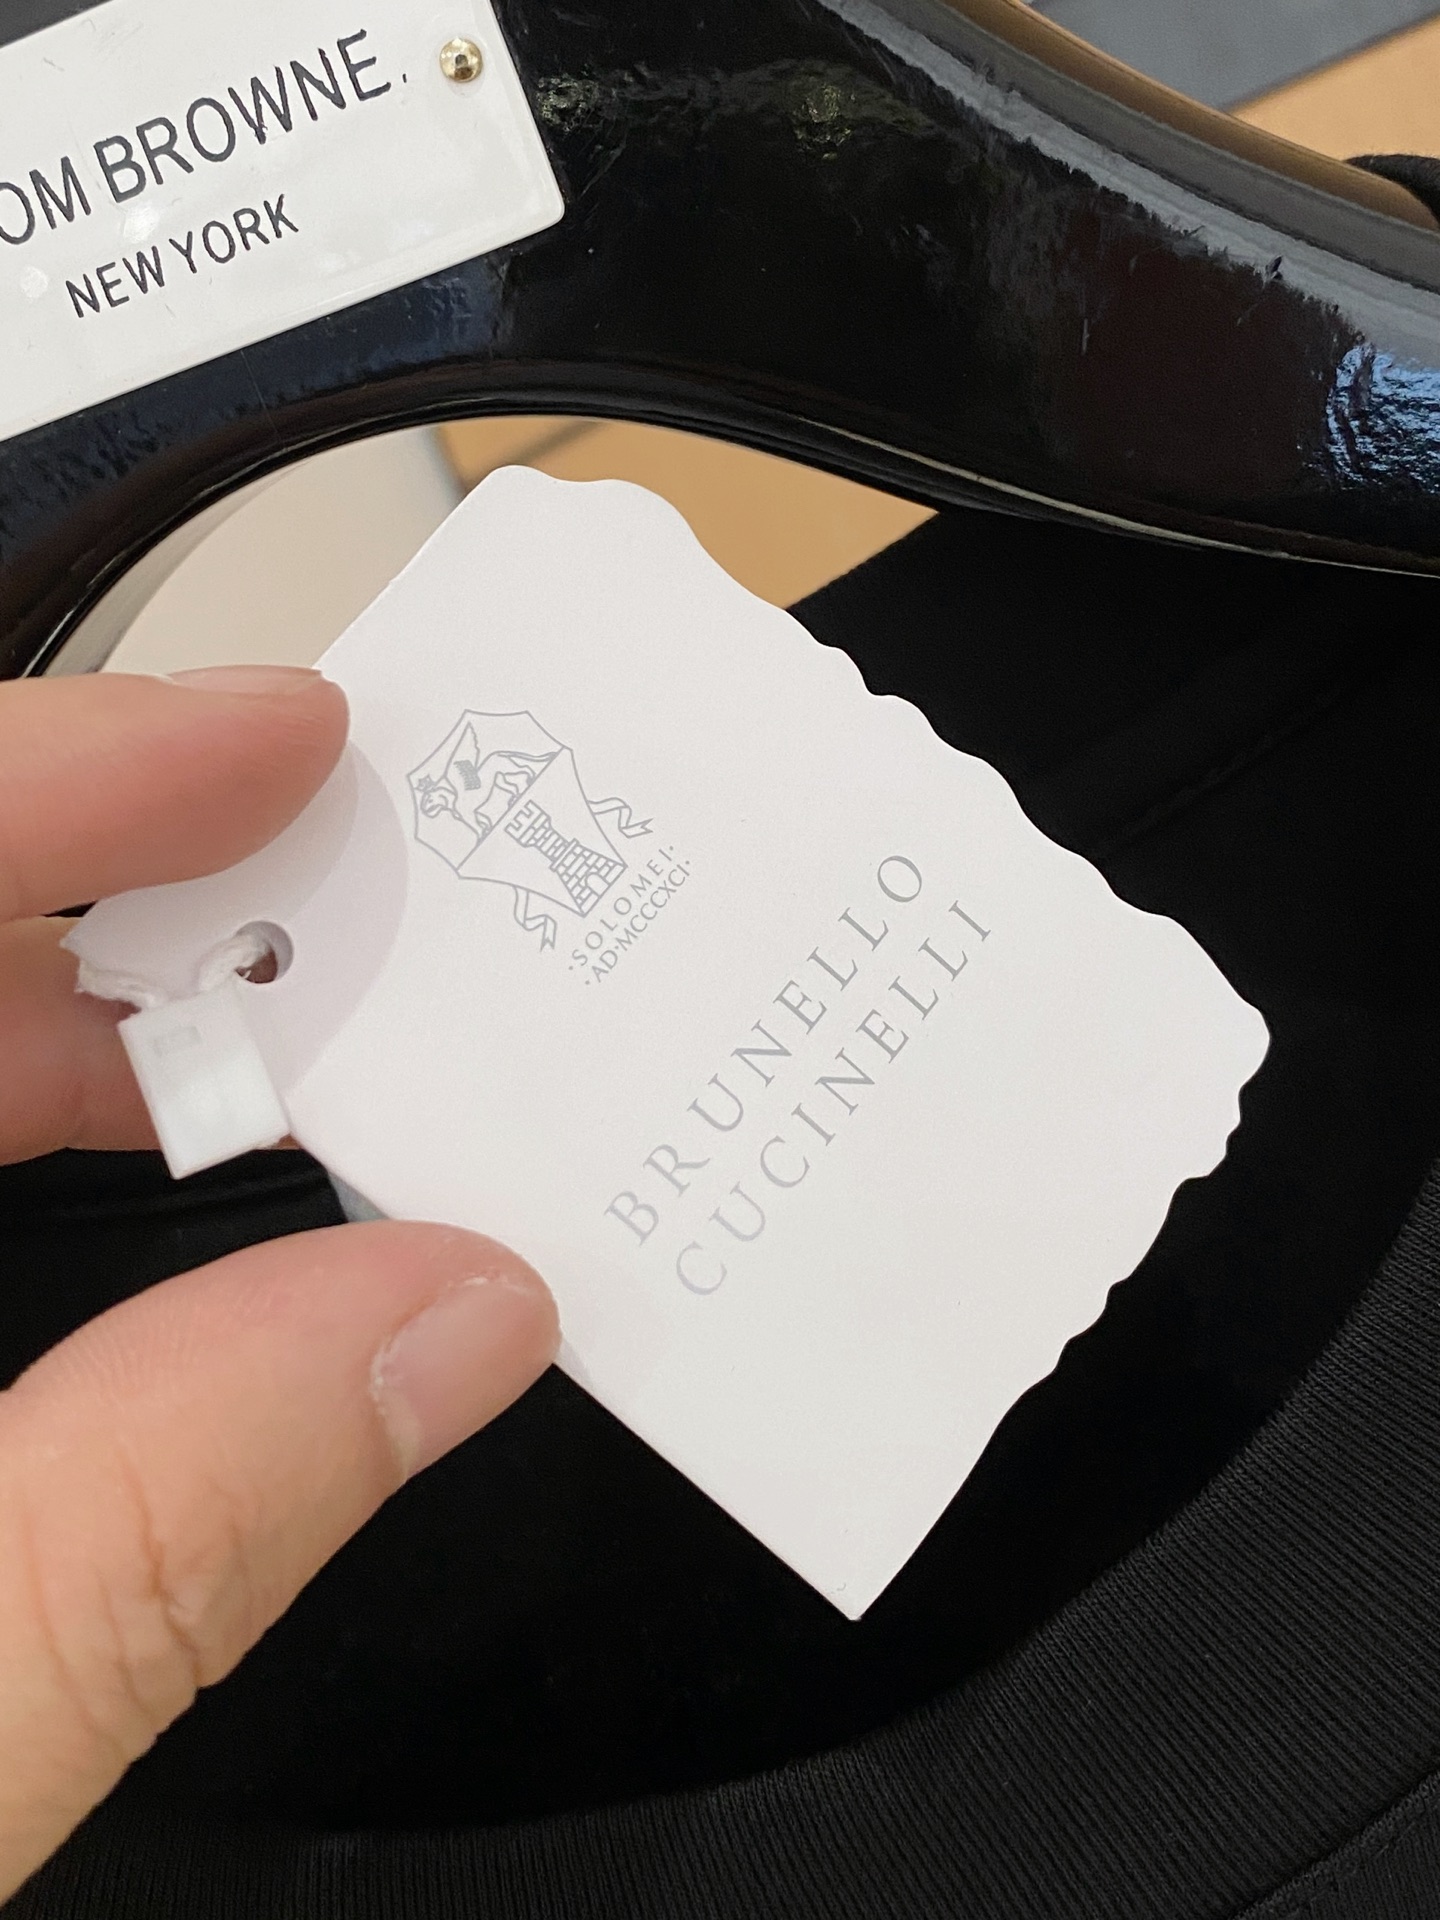 OM BROWNE.
NEW YORK
·SOLOMEI·
·AD·MCCCXCI·
BRUNELLO
CUCINELLI